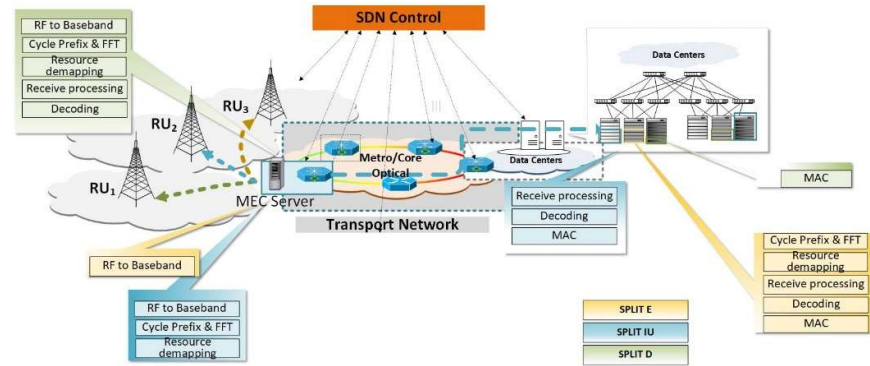 SDN Control
RF to Baseband
Cycle Prefix & FFT
Resource
demapping
Receive processing
Decoding
RU3
RU2
RU1
MEC Server
Metro/Core
Optical
Transport Network
Data Centers
Data Centers
MAC
Receive processing
Decoding
MAC
RF to Baseband
RF to Baseband
Cycle Prefix & FFT
Resource
demapping
Cycle Prefix & FFT
Resource
demapping
Receive processing
Decoding
MAC
SPLIT E
SPLIT IU
SPLIT D